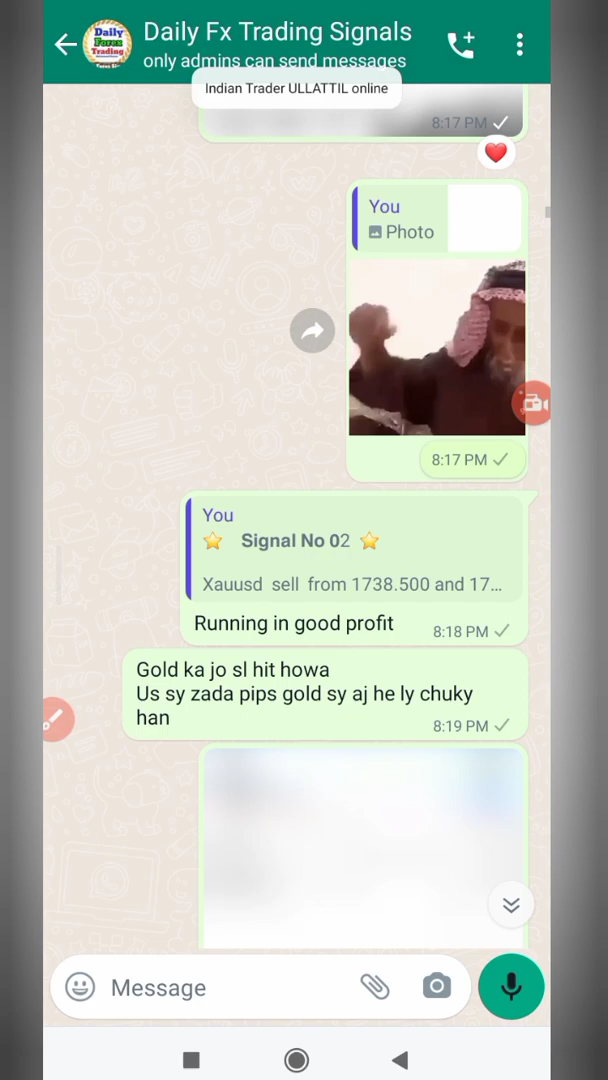 Daily Fx Trading Signals
only admins can send messages
Indian Trader ULLATTIL online
Daily
Forex
Trading
8:17 PM
You
Photo
8:17 PM
You
Signal No 02
Xauusd sell from 1738.500 and 17...
Running in good profit
8:18 PM
Gold ka jo sl hit howa
Us sy zada pips gold sy aj he ly chuky
han
8:19 PM
Message